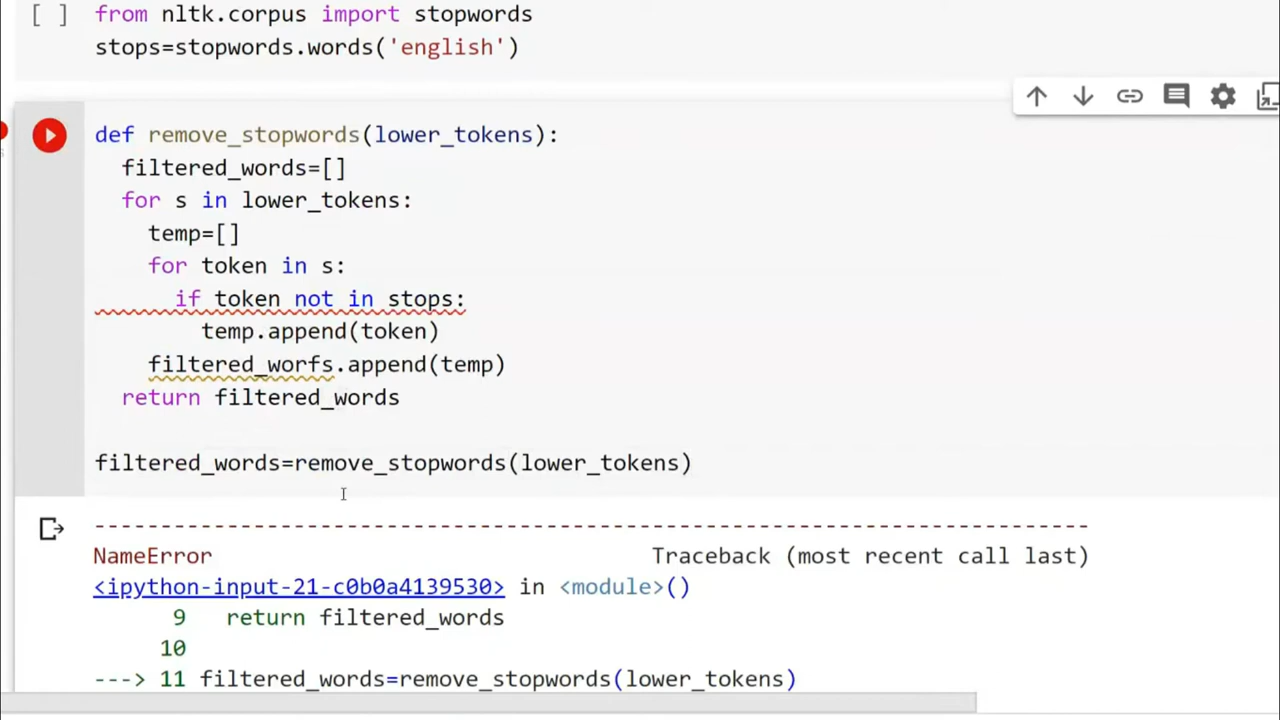 [ ] from nltk.corpus import stopwords
stops=stopwords.words('english')
def remove_stopwords(lower_tokens):
filtered_words=[]
for s in lower_tokens:
temp=[]
for token in s:
if token not in stops:
temp.append(token)
filtered_worfs.append(temp)
return filtered_words
filtered_words=remove_stopwords(lower_tokens)
---------------------------------------------------------------------------
NameError Traceback (most recent call last)
<ipython-input-21-c0b0a4139530> in <module>()
9 return filtered_words
10
---> 11 filtered_words=remove_stopwords(lower_tokens)